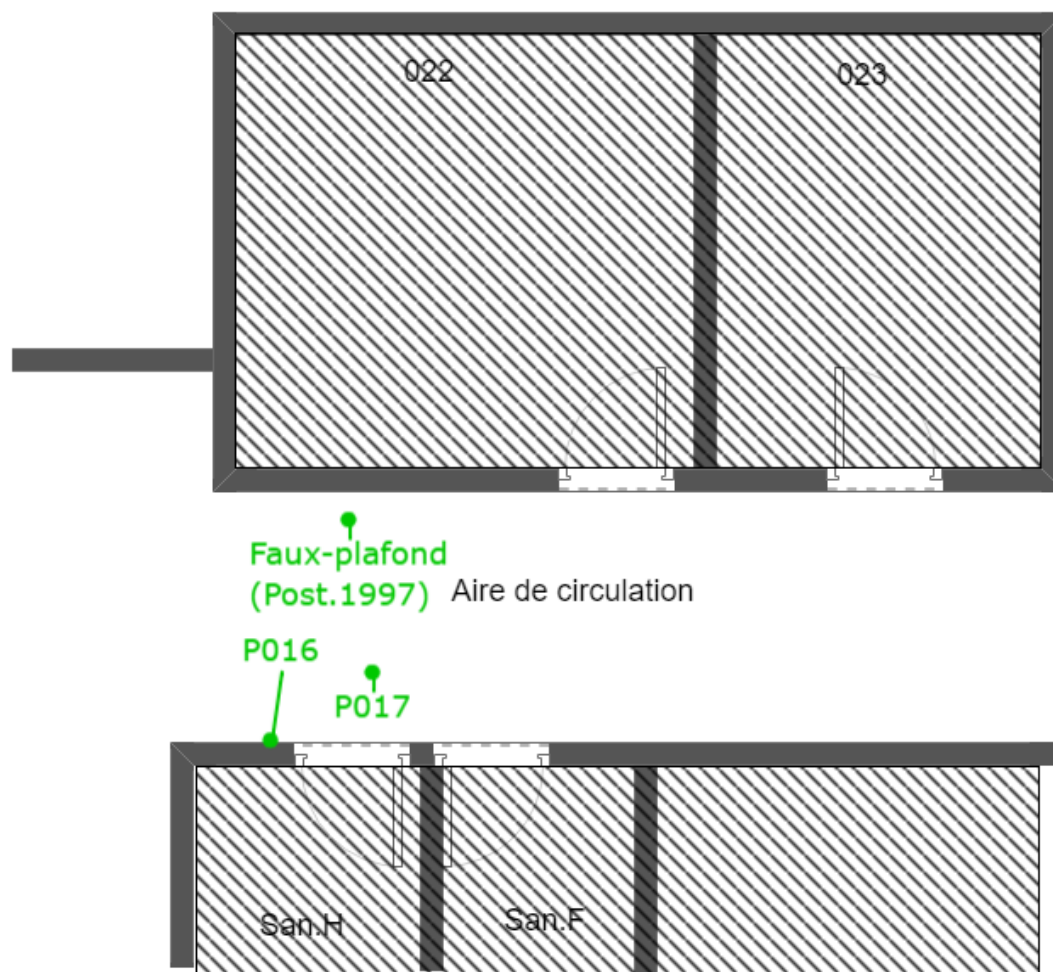 022
023
Faux-plafond
(Post.1997)
Aire de circulation
P016
P017
San.H
San.F